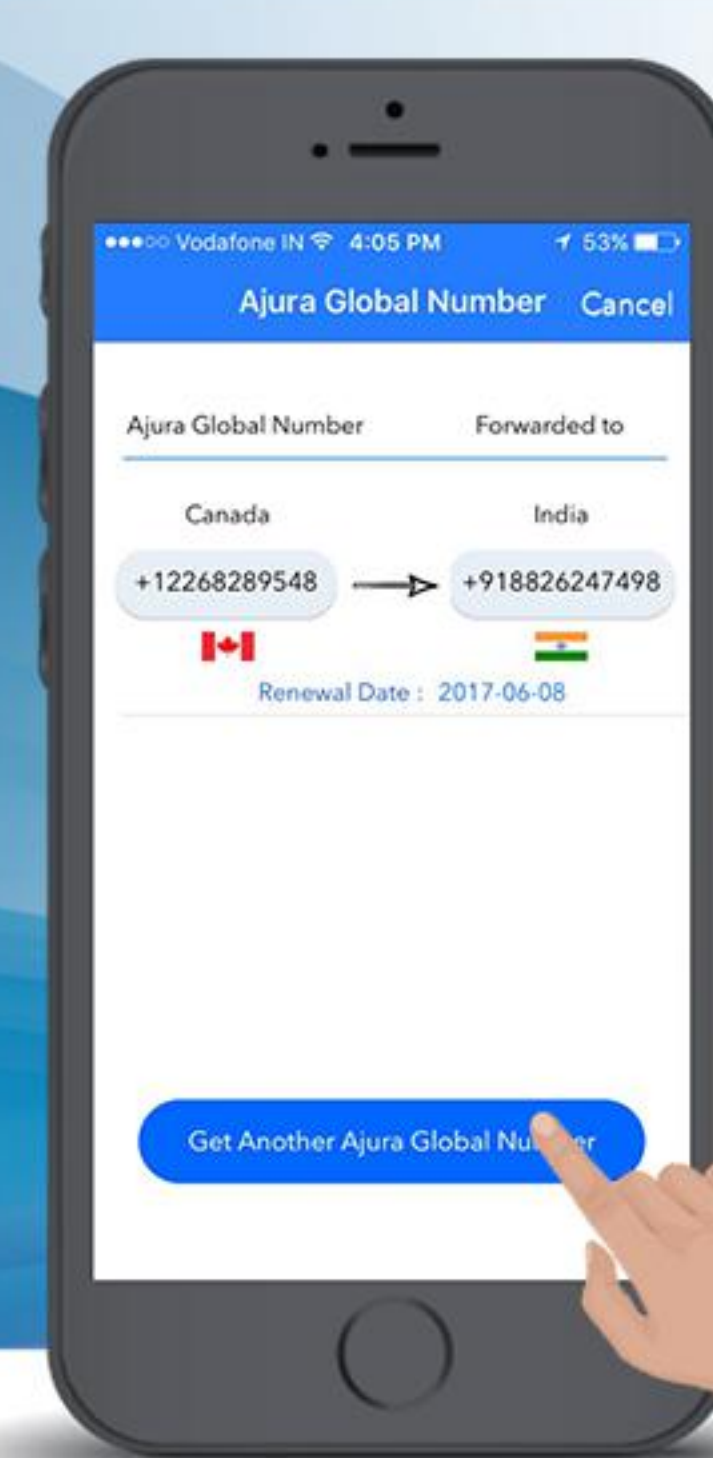 Vodafone IN 4:05 PM 53%
Ajura Global Number Cancel
Ajura Global Number Forwarded to
Canada India
+12268289548 +918826247498
Renewal Date : 2017-06-08
Get Another Ajura Global